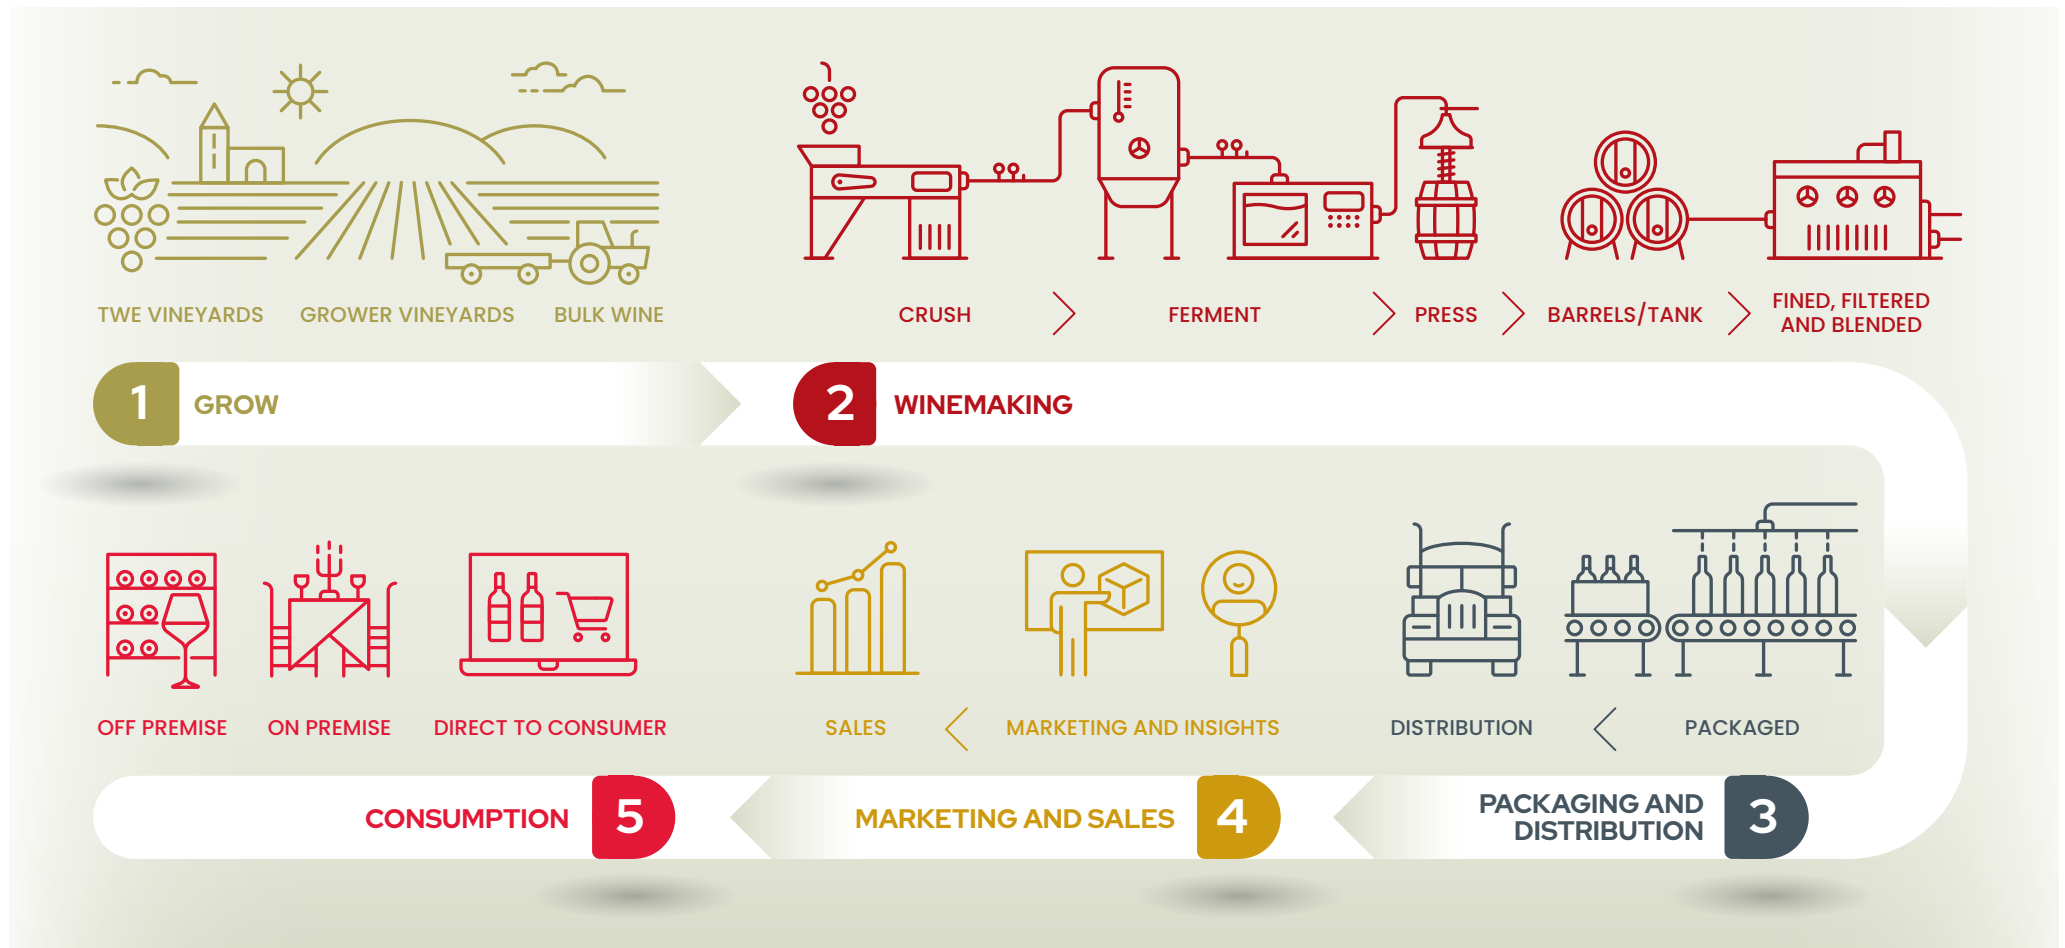 TWE VINEYARDS
GROWER VINEYARDS
BULK WINE
CRUSH
FERMENT
PRESS
BARRELS/TANK
FINED, FILTERED
AND BLENDED
1
GROW
2
WINEMAKING
OFF PREMISE
ON PREMISE
DIRECT TO CONSUMER
SALES
MARKETING AND INSIGHTS
DISTRIBUTION
PACKAGED
CONSUMPTION
5
MARKETING AND SALES
4
PACKAGING AND
DISTRIBUTION
3